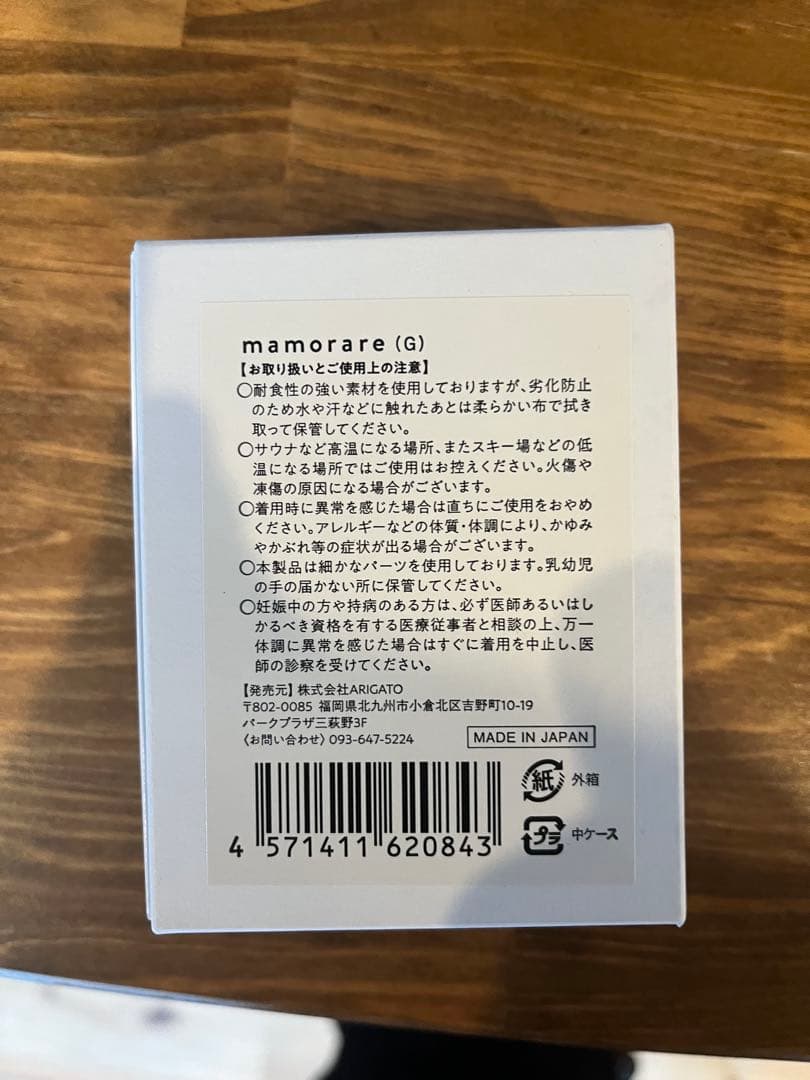 mamorare (G)
【お取り扱いとご使用上の注意】
○耐食性の強い素材を使用しておりますが、劣化防止
のため水や汗などに触れたあとは柔らかい布で拭き
取って保管してください。
○サウナなど高温になる場所、またスキー場などの低
温になる場所ではご使用はお控えください。火傷や
凍傷の原因になる場合がございます。
○着用時に異常を感じた場合は直ちにご使用をおやめ
ください。アレルギーなどの体質・体調により、かゆみ
やかぶれ等の症状が出る場合がございます。
○本製品は細かなパーツを使用しております。乳幼児
の手の届かない所に保管してください。
○妊娠中の方や持病のある方は、必ず医師あるいはし
かるべき資格を有する医療従事者と相談の上、万一
体調に異常を感じた場合はすぐに着用を中止し、医
師の診察を受けてください。
【発売元】株式会社ARIGATO
〒802-0085 福岡県北九州市小倉北区吉野町10-19
パークプラザ三萩野3F
〈お問い合わせ〉093-647-5224
MADE IN JAPAN
紙 外箱
プラ 中ケース
4 571411 620843